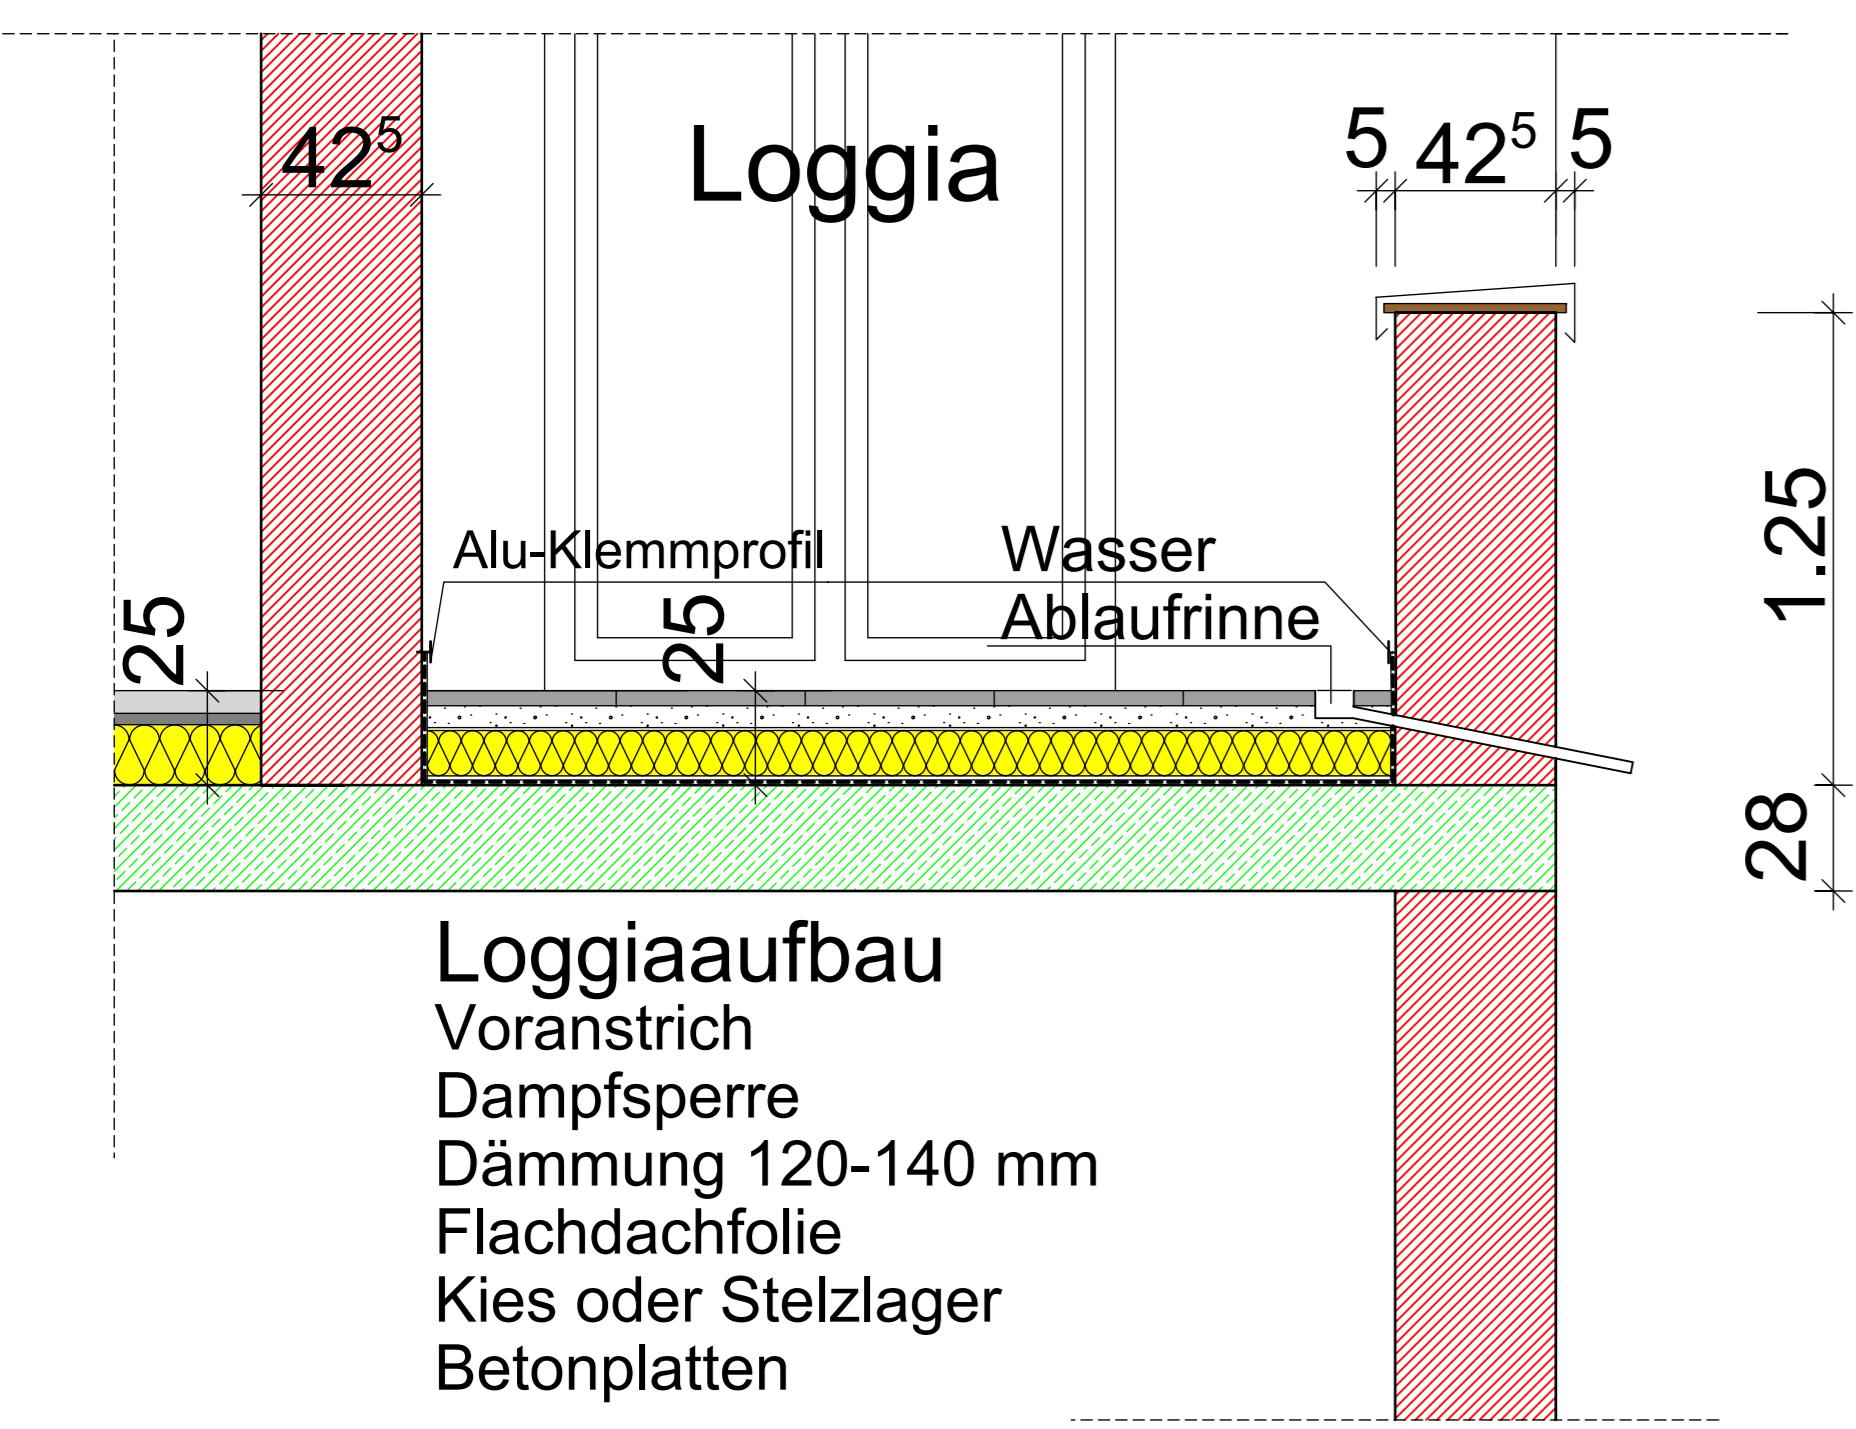 42⁵
Loggia
5 42⁵ 5
Alu-Klemmprofil
Wasser
Ablaufrinne
25
25
1.25
28
Loggiaaufbau
Voranstrich
Dampfsperre
Dämmung 120-140 mm
Flachdachfolie
Kies oder Stelzlager
Betonplatten